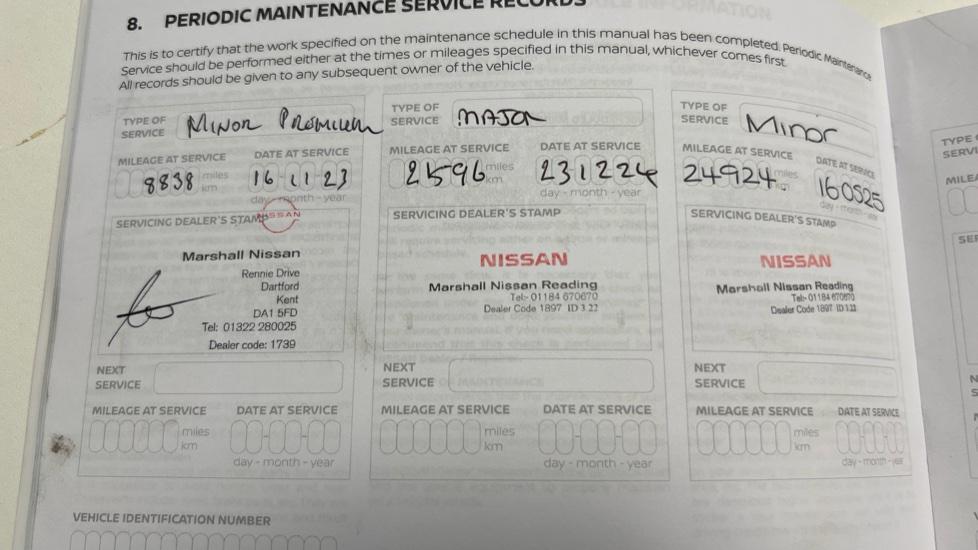 8. PERIODIC MAINTENANCE SERVICE RECORDS
This is to certify that the work specified on the maintenance schedule in this manual has been completed. Periodic Maintenance
Service should be performed either at the times or mileages specified in this manual, whichever comes first.
All records should be given to any subsequent owner of the vehicle.
TYPE OF SERVICE Minor Premium
MILEAGE AT SERVICE DATE AT SERVICE
8838 miles km 16 11 23
day - month - year
SERVICING DEALER'S STAMP
NISSAN
Marshall Nissan
Rennie Drive
Dartford
Kent
DA1 5FD
Tel: 01322 280025
Dealer code: 1739
NEXT SERVICE
MILEAGE AT SERVICE DATE AT SERVICE
miles km
day - month - year
TYPE OF SERVICE MAJOR
MILEAGE AT SERVICE DATE AT SERVICE
21596 miles km 231224
day - month - year
SERVICING DEALER'S STAMP
NISSAN
Marshall Nissan Reading
Tel:- 01184 670670
Dealer Code 1897 ID 3.22
NEXT SERVICE
MILEAGE AT SERVICE DATE AT SERVICE
miles km
day - month - year
TYPE OF SERVICE Minor
MILEAGE AT SERVICE DATE AT SERVICE
24924 miles km 160525
day - month - year
SERVICING DEALER'S STAMP
NISSAN
Marshall Nissan Reading
Tel:- 01184 670670
Dealer Code 1897
NEXT SERVICE
MILEAGE AT SERVICE DATE AT SERVICE
miles km
day - month - year
VEHICLE IDENTIFICATION NUMBER